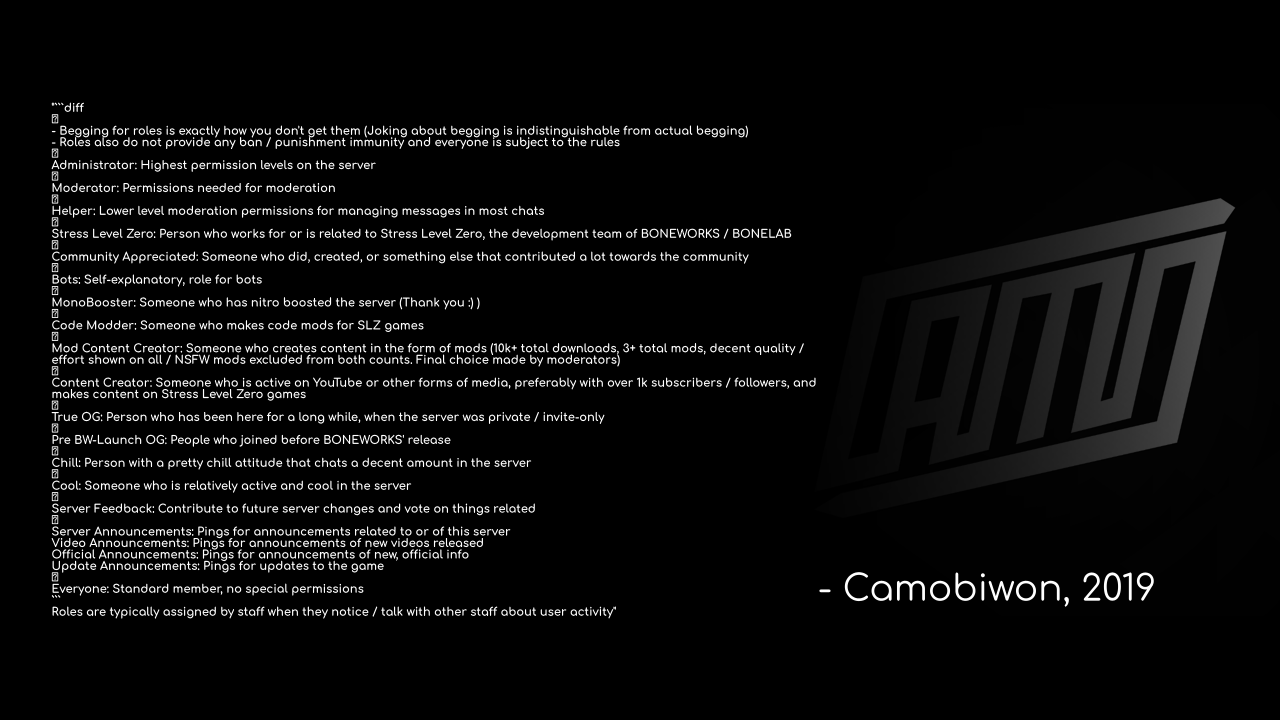 "```diff
- Begging for roles is exactly how you don't get them (Joking about begging is indistinguishable from actual begging)
- Roles also do not provide any ban / punishment immunity and everyone is subject to the rules
Administrator: Highest permission levels on the server
Moderator: Permissions needed for moderation
Helper: Lower level moderation permissions for managing messages in most chats
Stress Level Zero: Person who works for or is related to Stress Level Zero, the development team of BONEWORKS / BONELAB
Community Appreciated: Someone who did, created, or something else that contributed a lot towards the community
Bots: Self-explanatory, role for bots
MonoBooster: Someone who has nitro boosted the server (Thank you :) )
Code Modder: Someone who makes code mods for SLZ games
Mod Content Creator: Someone who creates content in the form of mods (10k+ total downloads, 3+ total mods, decent quality /
effort shown on all / NSFW mods excluded from both counts. Final choice made by moderators)
Content Creator: Someone who is active on YouTube or other forms of media, preferably with over 1k subscribers / followers, and
makes content on Stress Level Zero games
True OG: Person who has been here for a long while, when the server was private / invite-only
Pre BW-Launch OG: People who joined before BONEWORKS' release
Chill: Person with a pretty chill attitude that chats a decent amount in the server
Cool: Someone who is relatively active and cool in the server
Server Feedback: Contribute to future server changes and vote on things related
Server Announcements: Pings for announcements related to or of this server
Video Announcements: Pings for announcements of new videos released
Official Announcements: Pings for announcements of new, official info
Update Announcements: Pings for updates to the game
Everyone: Standard member, no special permissions
```
Roles are typically assigned by staff when they notice / talk with other staff about user activity"
- Camobiwon, 2019